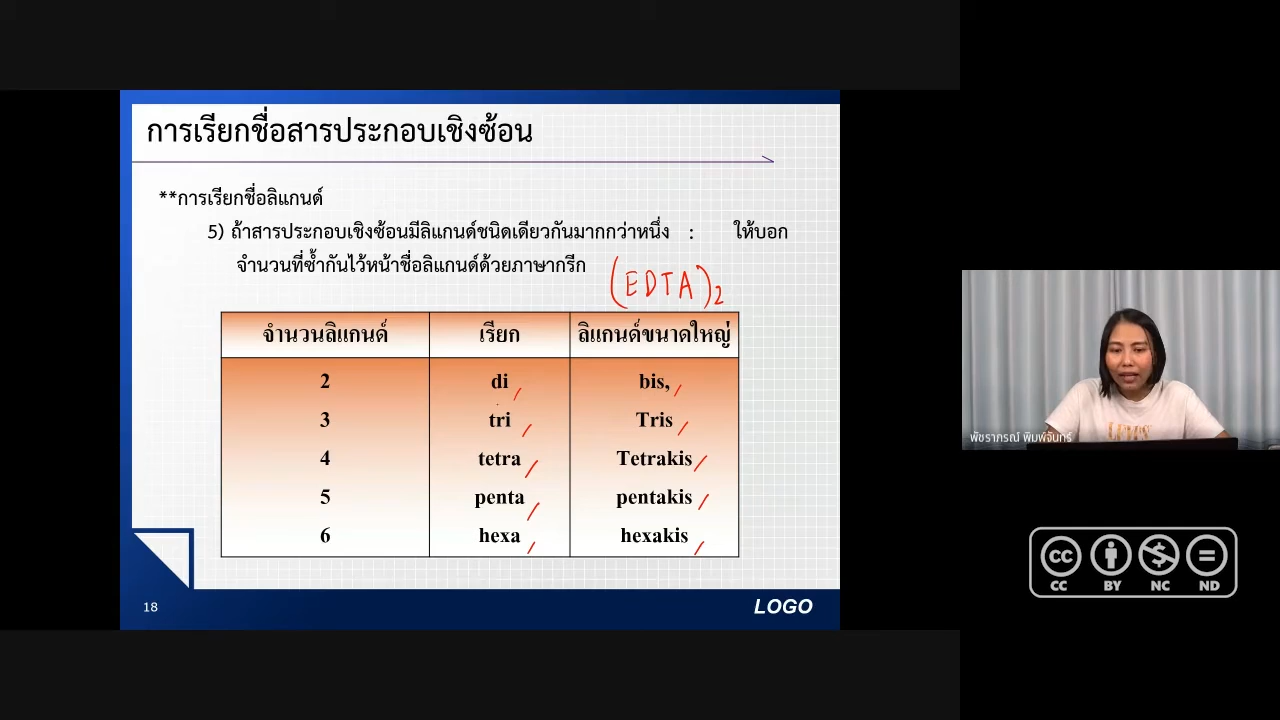 การเรียกชื่อสารประกอบเชิงซ้อน
**การเรียกชื่อลิแกนด์
5) ถ้าสารประกอบเชิงซ้อนมีลิแกนด์ชนิดเดียวกันมากกว่าหนึ่ง : ให้บอก
จำนวนที่ซ้ำกันไว้หน้าชื่อลิแกนด์ด้วยภาษากรีก
(EDTA)2
จำนวนลิแกนด์ เรียก ลิแกนด์ขนาดใหญ่
2 di bis,
3 tri Tris
4 tetra Tetrakis
5 penta pentakis
6 hexa hexakis
18 LOGO
พัชราภรณ์ พิมพ์จันทร์
CC BY NC ND